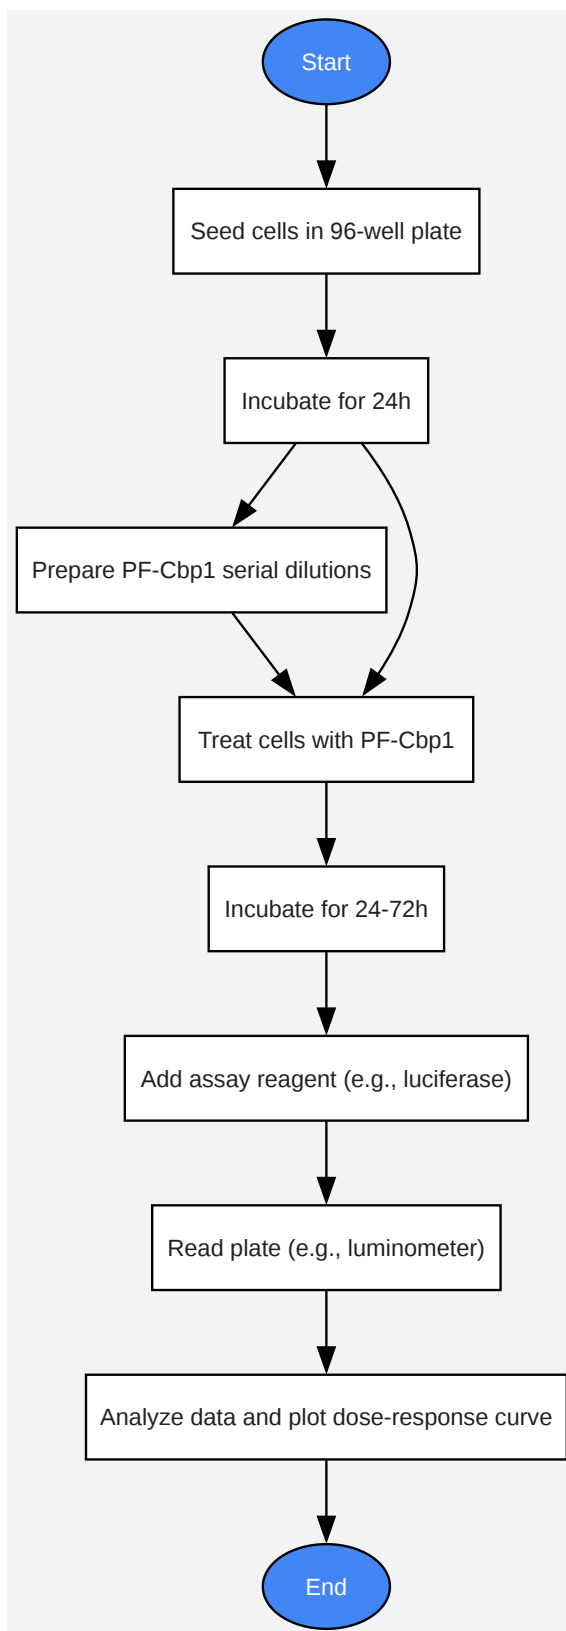 Start
Seed cells in 96-well plate
Incubate for 24h
Prepare PF-Cbp1 serial dilutions
Treat cells with PF-Cbp1
Incubate for 24-72h
Add assay reagent (e.g., luciferase)
Read plate (e.g., luminometer)
Analyze data and plot dose-response curve
End